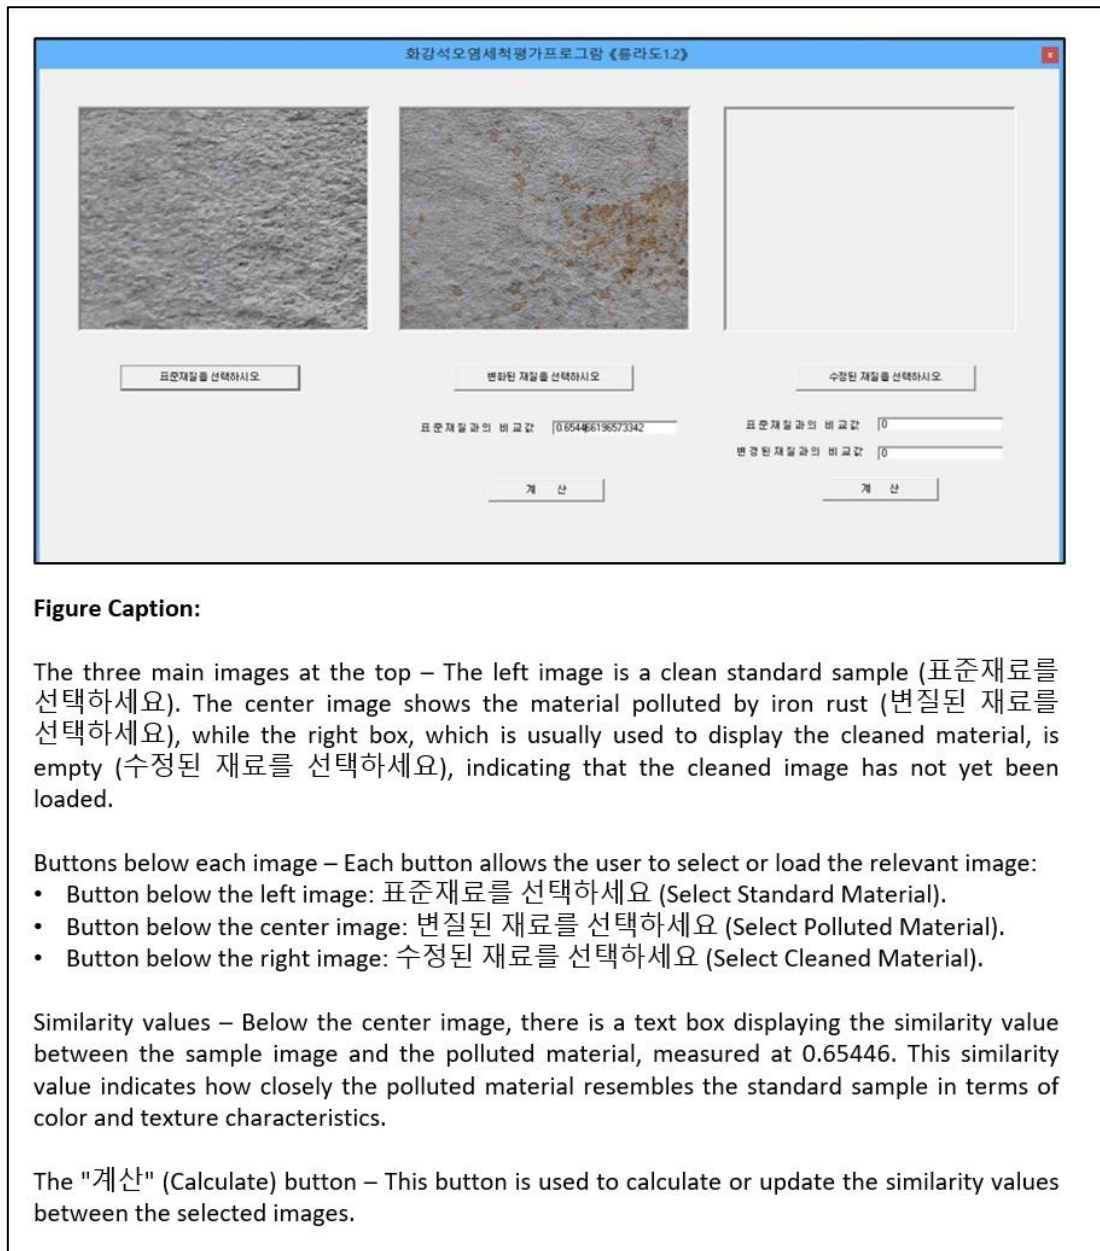 화강석오염세척평가프로그람 《릉라도1.2》
표준재질을 선택하시오.
변화된 재질을 선택하시오
수정된 재질을 선택하시오.
표준재질과의 비교값 0.654466196573342
표준재질과의 비교값 0
변경된재질과의 비교값 0
계 산
계 산
Figure Caption:
The three main images at the top – The left image is a clean standard sample (표준재료를
선택하세요). The center image shows the material polluted by iron rust (변질된 재료를
선택하세요), while the right box, which is usually used to display the cleaned material, is
empty (수정된 재료를 선택하세요), indicating that the cleaned image has not yet been
loaded.
Buttons below each image – Each button allows the user to select or load the relevant image:
• Button below the left image: 표준재료를 선택하세요 (Select Standard Material).
• Button below the center image: 변질된 재료를 선택하세요 (Select Polluted Material).
• Button below the right image: 수정된 재료를 선택하세요 (Select Cleaned Material).
Similarity values – Below the center image, there is a text box displaying the similarity value
between the sample image and the polluted material, measured at 0.65446. This similarity
value indicates how closely the polluted material resembles the standard sample in terms of
color and texture characteristics.
The "계산" (Calculate) button – This button is used to calculate or update the similarity values
between the selected images.